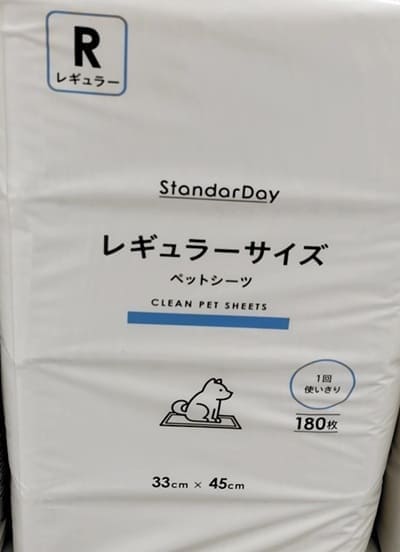 R
レギュラー
StandarDay
レギュラーサイズ
ペットシーツ
CLEAN PET SHEETS
1回
使いきり
180枚
33cm × 45cm